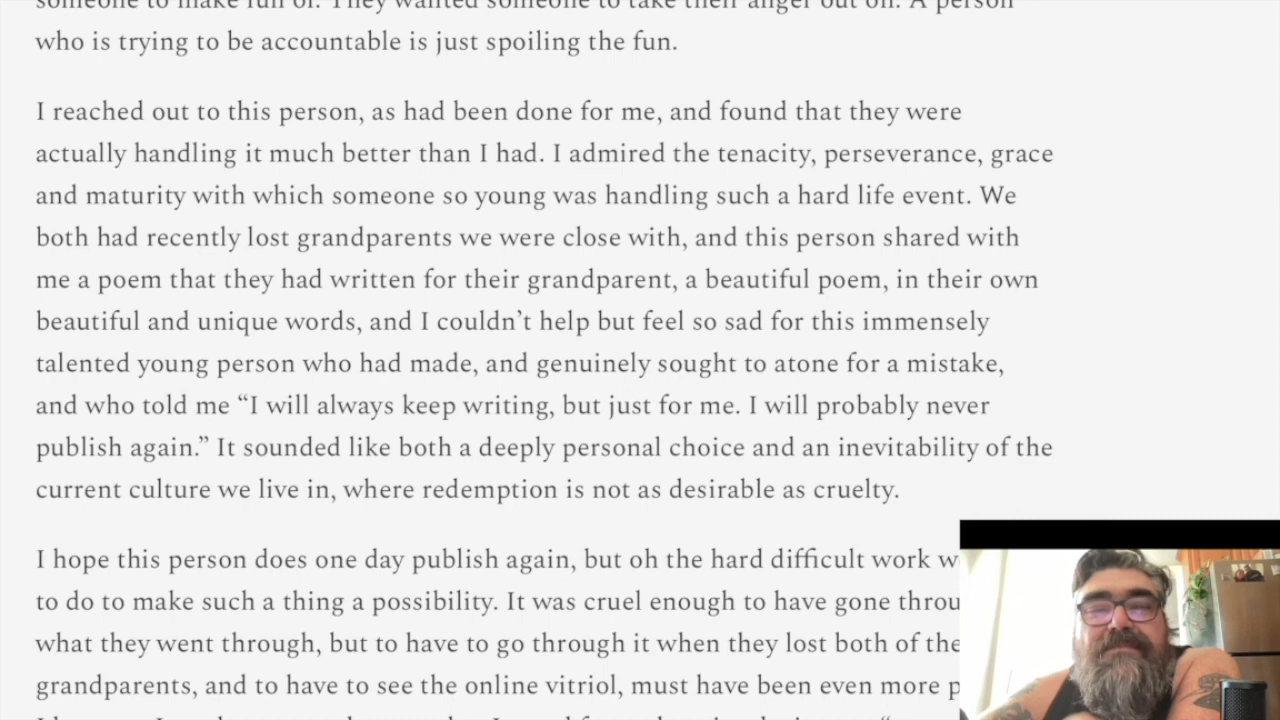 someone to make fun of. They wanted someone to take their anger out on. A person
who is trying to be accountable is just spoiling the fun.
I reached out to this person, as had been done for me, and found that they were
actually handling it much better than I had. I admired the tenacity, perseverance, grace
and maturity with which someone so young was handling such a hard life event. We
both had recently lost grandparents we were close with, and this person shared with
me a poem that they had written for their grandparent, a beautiful poem, in their own
beautiful and unique words, and I couldn’t help but feel so sad for this immensely
talented young person who had made, and genuinely sought to atone for a mistake,
and who told me “I will always keep writing, but just for me. I will probably never
publish again.” It sounded like both a deeply personal choice and an inevitability of the
current culture we live in, where redemption is not as desirable as cruelty.
I hope this person does one day publish again, but oh the hard difficult work
to do to make such a thing a possibility. It was cruel enough to have gone
what they went through, but to have to go through it when they lost both of
grandparents, and to have to see the online vitriol, must have been even more